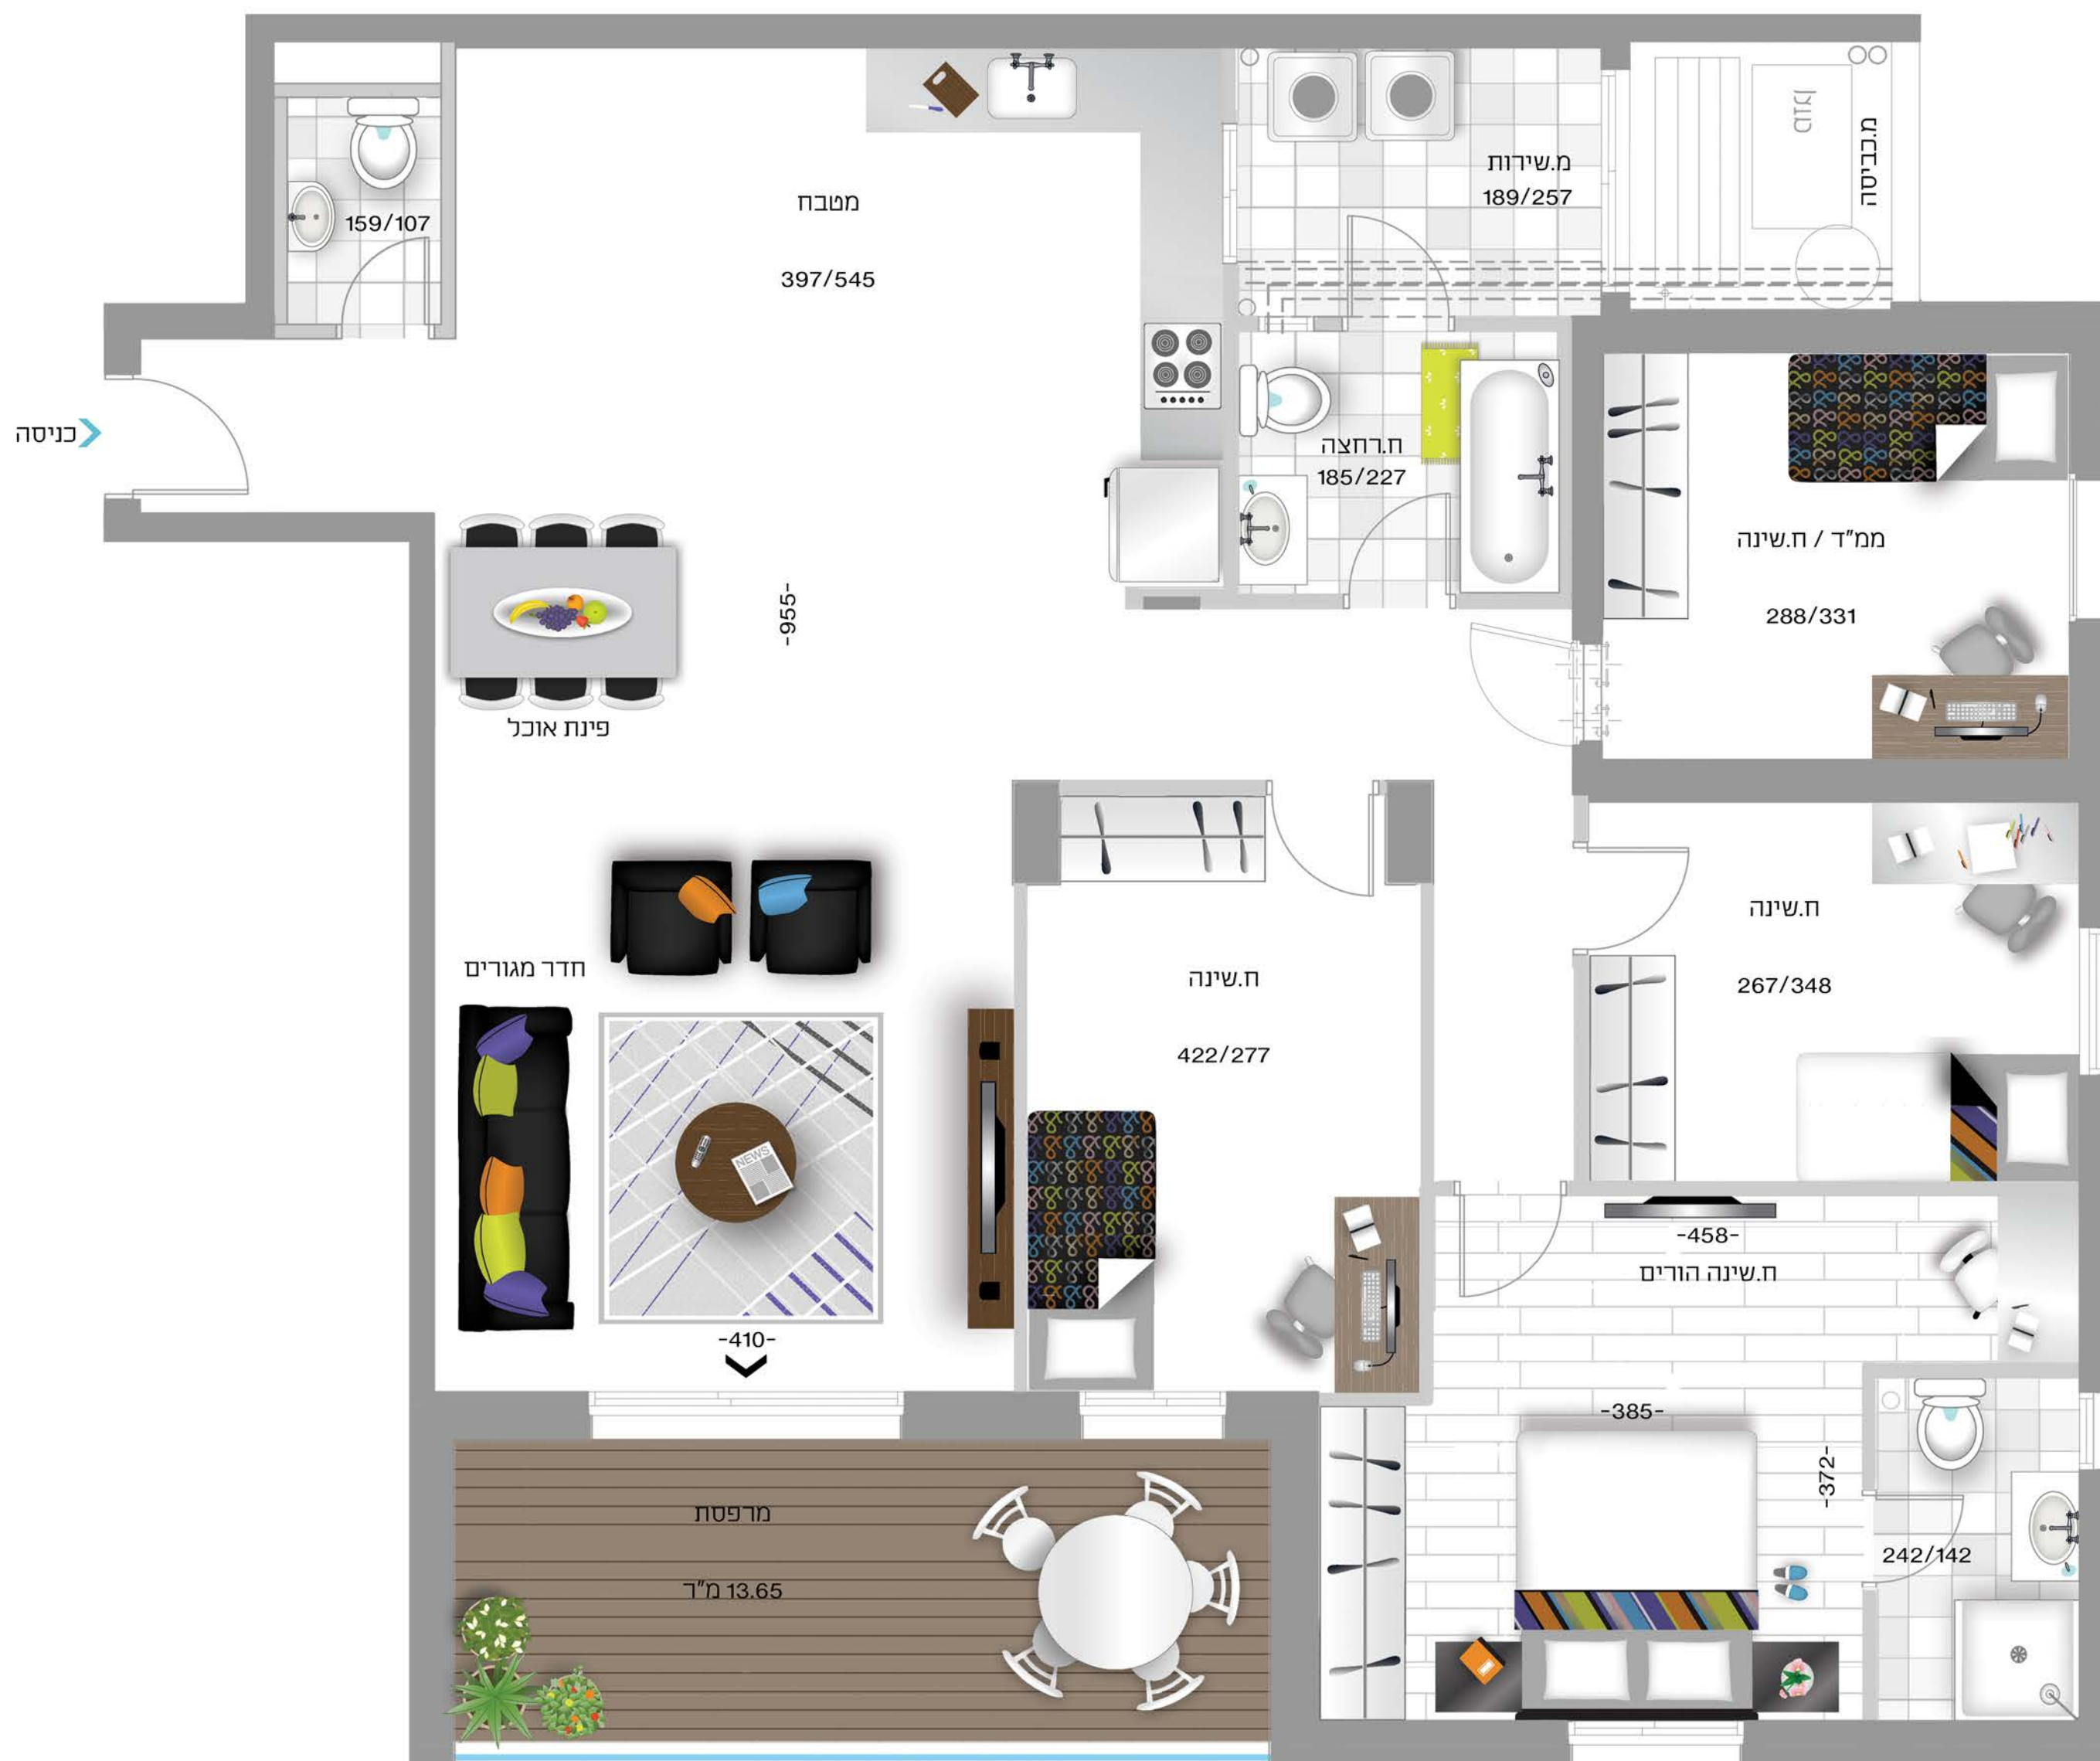 מ.כביסה
מזגן
מ.שירות
189/257
מטבח
397/545
159/107
כניסה
ח.רחצה
185/227
ממ"ד / ח.שינה
288/331
-955-
פינת אוכל
ח.שינה
267/348
חדר מגורים
ח.שינה
422/277
NEWS
-410-
-458-
ח.שינה הורים
-385-
-372-
242/142
מרפסת
13.65 מ"ר